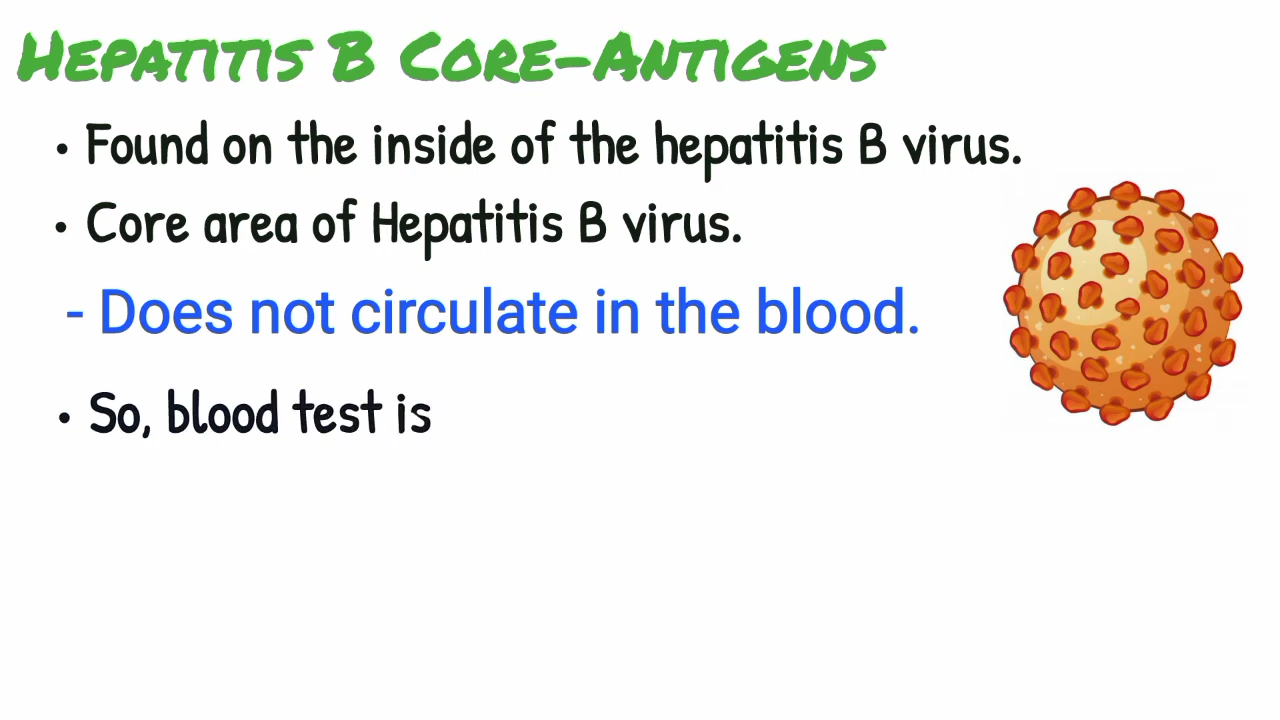 Hepatitis B Core-Antigens
• Found on the inside of the hepatitis B virus.
• Core area of Hepatitis B virus.
- Does not circulate in the blood.
• So, blood test is